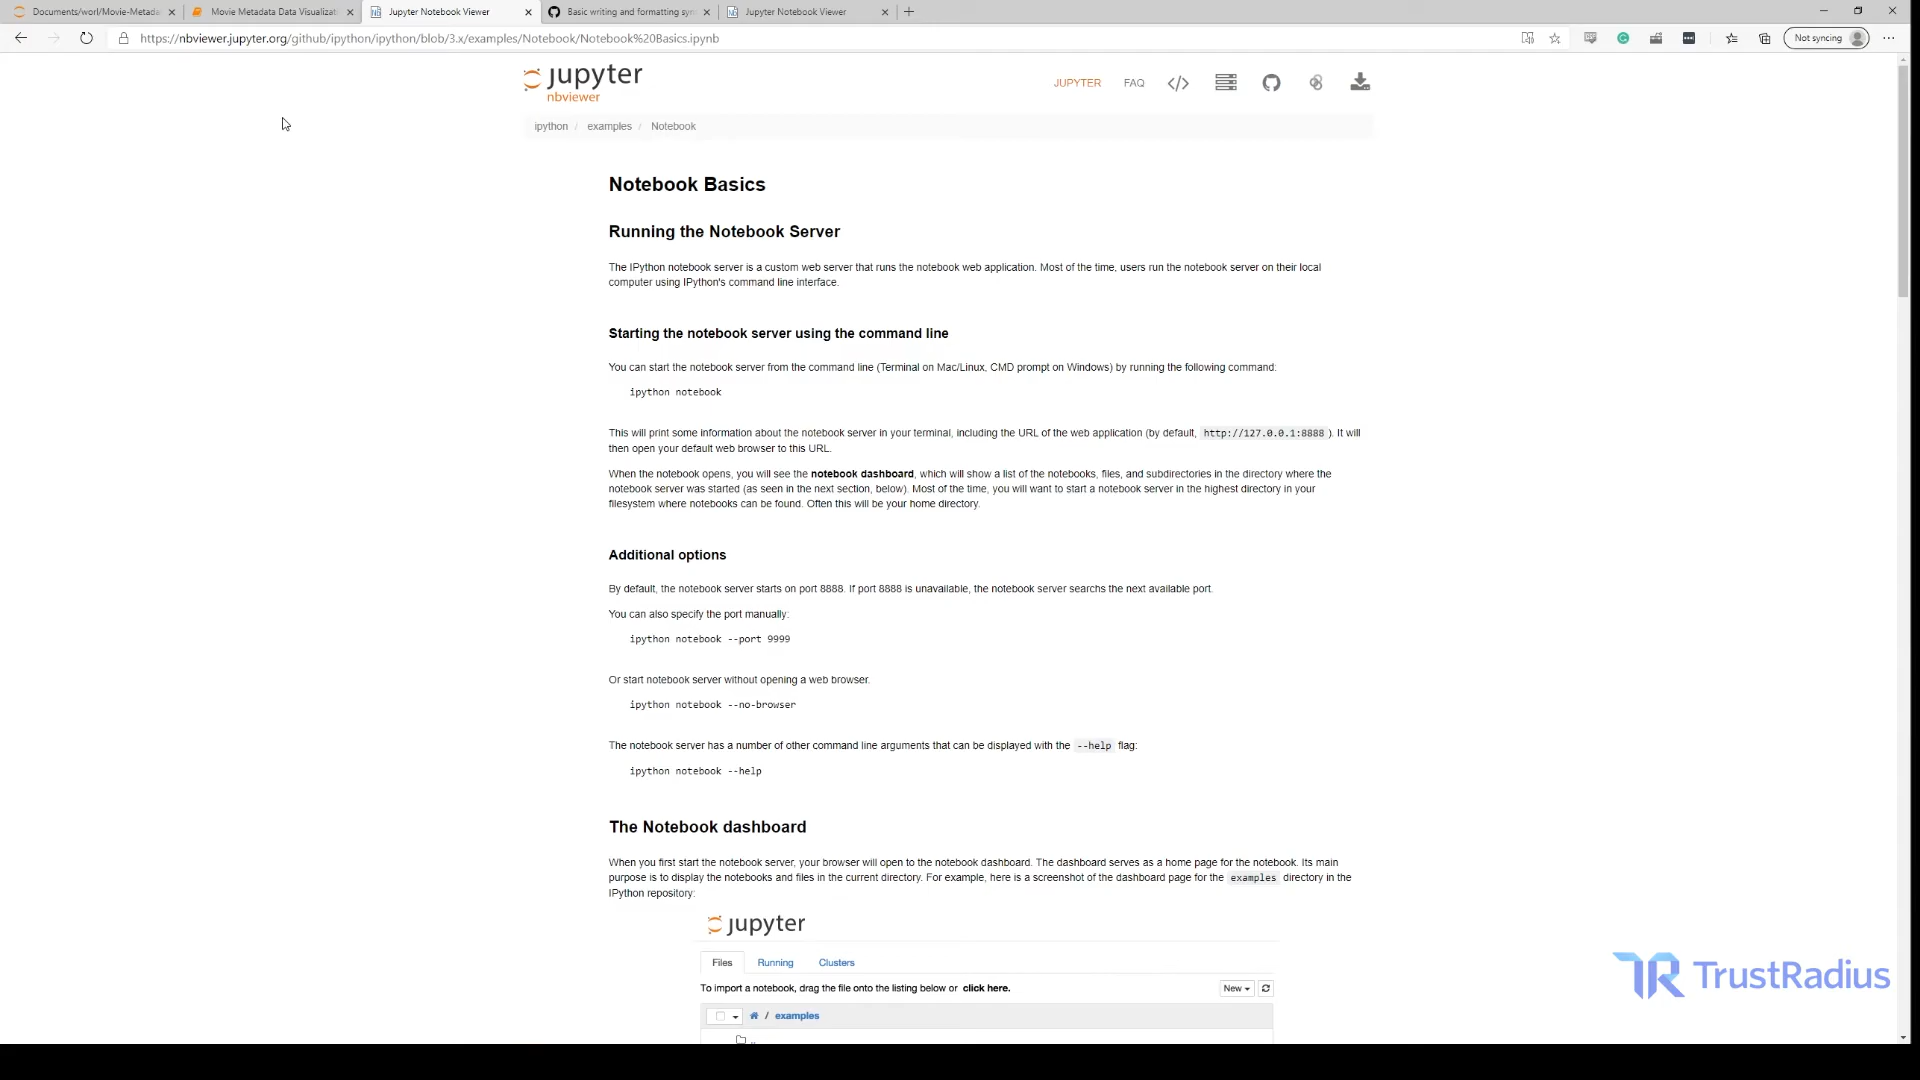 Documents/worl/Movie-Metada
Movie Metadata Data Visualizat
Jupyter Notebook Viewer
Basic writing and formatting syn
Jupyter Notebook Viewer
https://nbviewer.jupyter.org/github/ipython/ipython/blob/3.x/examples/Notebook/Notebook%20Basics.ipynb
Not syncing
jupyter
nbviewer
JUPYTER FAQ
ipython / examples / Notebook
Notebook Basics
Running the Notebook Server
The IPython notebook server is a custom web server that runs the notebook web application. Most of the time, users run the notebook server on their local
computer using IPython's command line interface.
Starting the notebook server using the command line
You can start the notebook server from the command line (Terminal on Mac/Linux, CMD prompt on Windows) by running the following command:
ipython notebook
This will print some information about the notebook server in your terminal, including the URL of the web application (by default, http://127.0.0.1:8888 ). It will
then open your default web browser to this URL.
When the notebook opens, you will see the notebook dashboard, which will show a list of the notebooks, files, and subdirectories in the directory where the
notebook server was started (as seen in the next section, below). Most of the time, you will want to start a notebook server in the highest directory in your
filesystem where notebooks can be found. Often this will be your home directory.
Additional options
By default, the notebook server starts on port 8888. If port 8888 is unavailable, the notebook server searchs the next available port.
You can also specify the port manually:
ipython notebook --port 9999
Or start notebook server without opening a web browser.
ipython notebook --no-browser
The notebook server has a number of other command line arguments that can be displayed with the --help flag:
ipython notebook --help
The Notebook dashboard
When you first start the notebook server, your browser will open to the notebook dashboard. The dashboard serves as a home page for the notebook. Its main
purpose is to display the notebooks and files in the current directory. For example, here is a screenshot of the dashboard page for the examples directory in the
IPython repository:
jupyter
Files Running Clusters
To import a notebook, drag the file onto the listing below or click here.
New
/ examples
..
TR TrustRadius